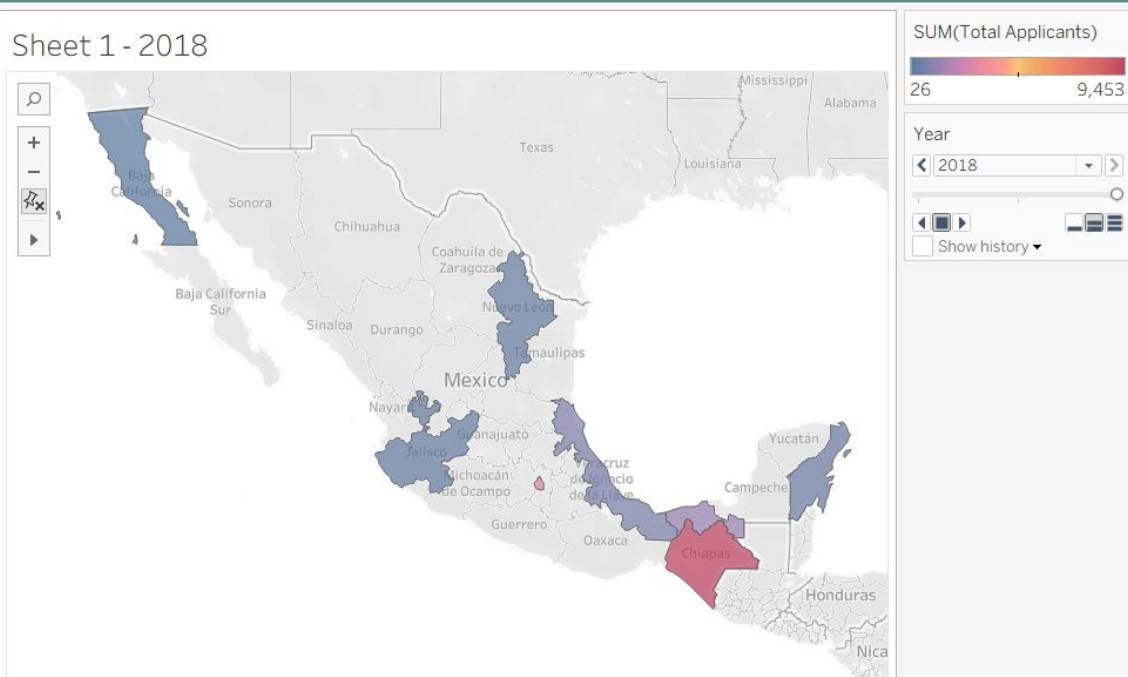 Sheet 1 - 2018
SUM(Total Applicants)
26
9,453
Year
2018
Show history
Mississippi
Alabama
Texas
Louisiana
Baja
California
Sonora
Chihuahua
Coahuila de
Zaragoza
Nuevo León
Baja California
Sur
Sinaloa
Durango
Tamaulipas
Mexico
Nayarit
Guanajuato
Jalisco
Yucatán
Michoacán
de Ocampo
Veracruz
de Ignacio
de la Llave
Campeche
Guerrero
Oaxaca
Chiapas
Honduras
Nica